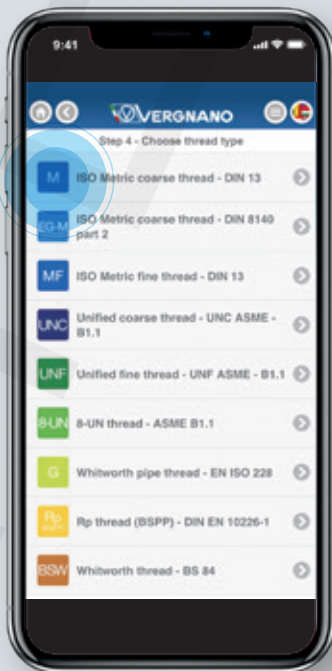 9:41
VERGNANO
Step 4 - Choose thread type
M
ISO Metric coarse thread - DIN 13
EG-M
ISO Metric coarse thread - DIN 8140
part 2
MF
ISO Metric fine thread - DIN 13
UNC
Unified coarse thread - UNC ASME -
B1.1
UNF
Unified fine thread - UNF ASME - B1.1
8-UN
8-UN thread - ASME B1.1
G
Whitworth pipe thread - EN ISO 228
Rp
Rp thread (BSPP) - DIN EN 10226-1
BSW
Whitworth thread - BS 84